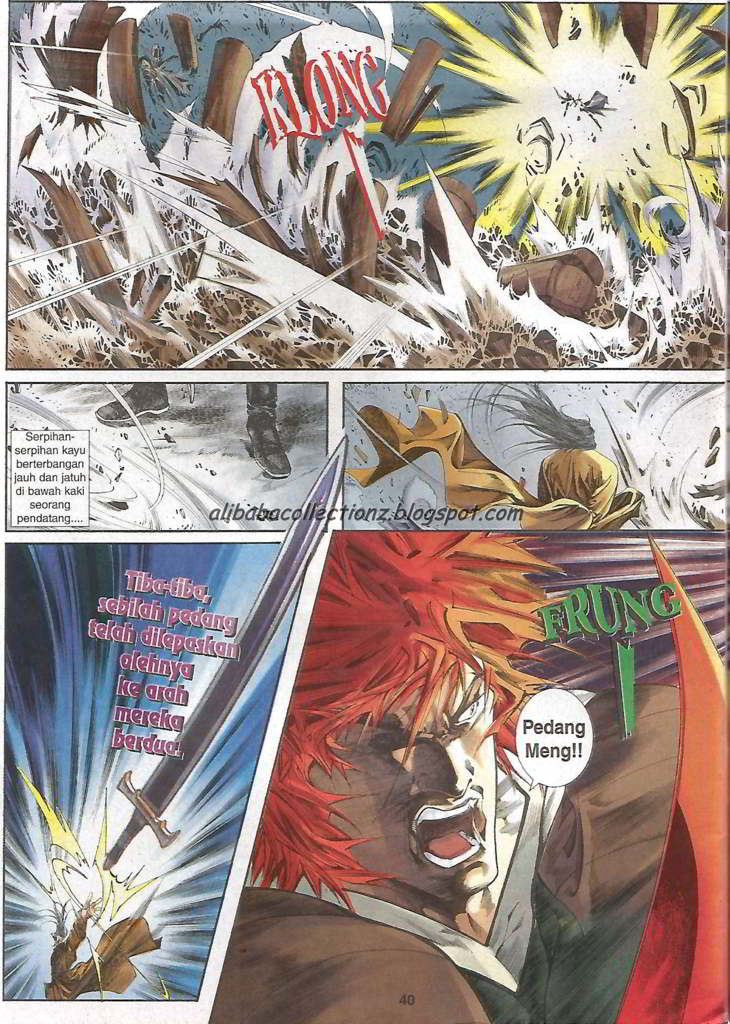 KLONG!
Serpihan-
serpihan kayu
berterbangan
jauh dan jatuh
di bawah kaki
seorang
pendatang....
alibabacollectionz.blogspot.com
Tiba-tiba,
sebilah pedang
telah dilepaskan
olehnya
ke arah
mereka
berdua!
FRUNG!
Pedang
Meng!!
40